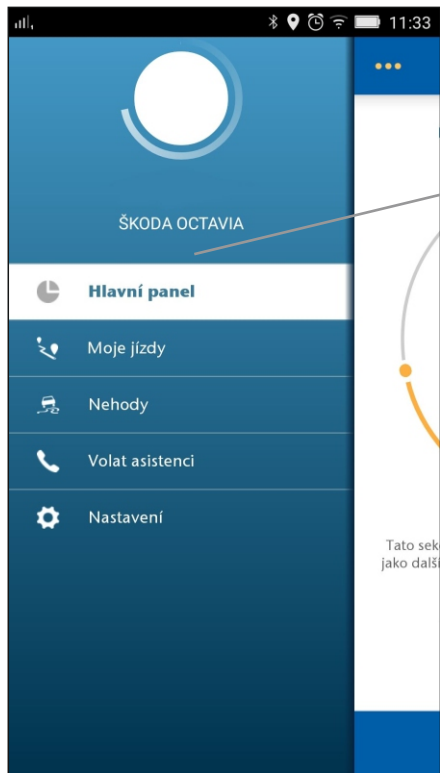 11:33
ŠKODA OCTAVIA
Hlavní panel
Moje jízdy
Nehody
Volat asistenci
Nastavení
Tato sek
jako další